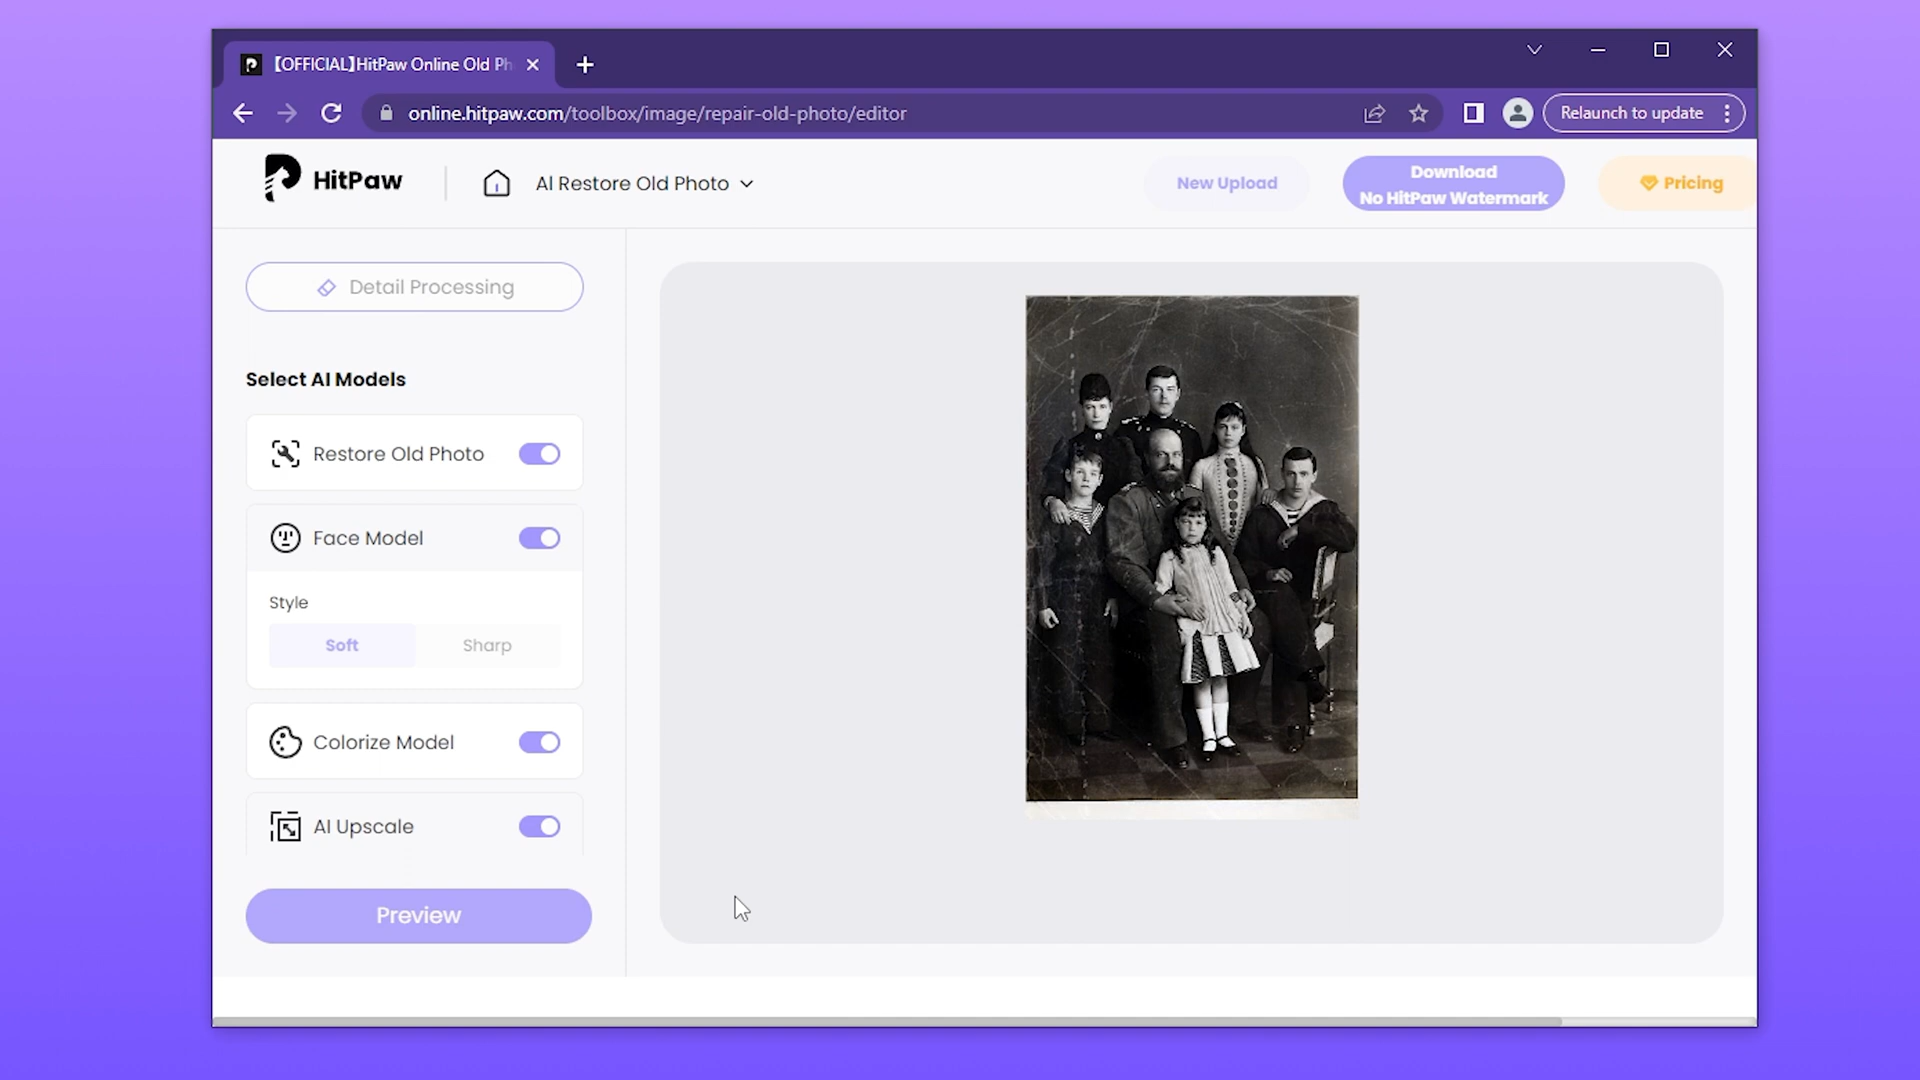 【OFFICIAL】HitPaw Online Old Ph
online.hitpaw.com/toolbox/image/repair-old-photo/editor
Relaunch to update
HitPaw
AI Restore Old Photo
New Upload
Download
No HitPaw Watermark
Pricing
Detail Processing
Select AI Models
Restore Old Photo
Face Model
Style
Soft
Sharp
Colorize Model
AI Upscale
Preview